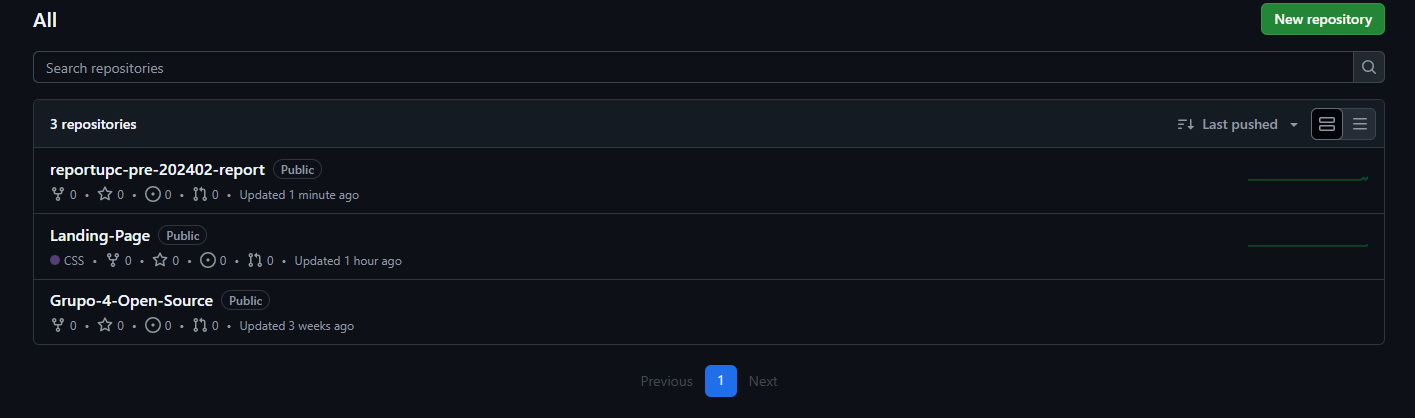 All New repository
Search repositories
3 repositories Last pushed
reportupc-pre-202402-report Public
0 • 0 • 0 • 0 • Updated 1 minute ago
Landing-Page Public
CSS • 0 • 0 • 0 • 0 • Updated 1 hour ago
Grupo-4-Open-Source Public
0 • 0 • 0 • 0 • Updated 3 weeks ago
Previous 1 Next